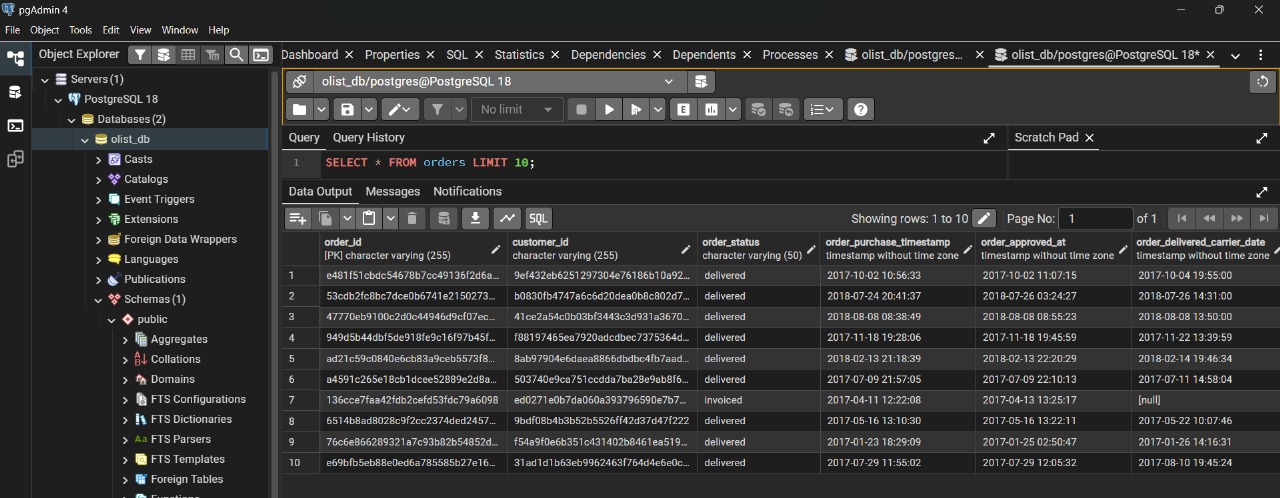 pgAdmin 4
File Object Tools Edit View Window Help
Object Explorer
Dashboard × Properties × SQL × Statistics × Dependencies × Dependents × Processes × olist_db/postgres... × olist_db/postgres@PostgreSQL 18* ×
Servers (1)
PostgreSQL 18
Databases (2)
olist_db
Casts
Catalogs
Event Triggers
Extensions
Foreign Data Wrappers
Languages
Publications
Schemas (1)
public
Aggregates
Collations
Domains
FTS Configurations
FTS Dictionaries
Aa FTS Parsers
FTS Templates
Foreign Tables
Functions
olist_db/postgres@PostgreSQL 18
No limit
E
Query Query History
Scratch Pad ×
1 SELECT * FROM orders LIMIT 10;
Data Output Messages Notifications
SQL
Showing rows: 1 to 10 Page No: 1 of 1
order_id customer_id order_status order_purchase_timestamp order_approved_at order_delivered_carrier_date
[PK] character varying (255) character varying (255) character varying (50) timestamp without time zone timestamp without time zone timestamp without time zone
1 e481f51cbdc54678b7cc49136f2d6a... 9ef432eb6251297304e76186b10a92... delivered 2017-10-02 10:56:33 2017-10-02 11:07:15 2017-10-04 19:55:00
2 53cdb2fc8bc7dce0b6741e2150273... b0830fb4747a6c6d20dea0b8c802d7... delivered 2018-07-24 20:41:37 2018-07-26 03:24:27 2018-07-26 14:31:00
3 47770eb9100c2d0c44946d9cf07ec... 41ce2a54c0b03bf3443c3d931a3670... delivered 2018-08-08 08:38:49 2018-08-08 08:55:23 2018-08-08 13:50:00
4 949d5b44dbf5de918fe9c16f97b45f... f88197465ea7920adcdbec7375364d... delivered 2017-11-18 19:28:06 2017-11-18 19:45:59 2017-11-22 13:39:59
5 ad21c59c0840e6cb83a9ceb5573f8... 8ab97904e6daea8866dbdbc4fb7aad... delivered 2018-02-13 21:18:39 2018-02-13 22:20:29 2018-02-14 19:46:34
6 a4591c265e18cb1dcee52889e2d8a... 503740e9ca751ccdda7ba28e9ab8f6... delivered 2017-07-09 21:57:05 2017-07-09 22:10:13 2017-07-11 14:58:04
7 136cce7faa42fdb2cefd53fdc79a6098 ed0271e0b7da060a393796590e7b7... invoiced 2017-04-11 12:22:08 2017-04-13 13:25:17 [null]
8 6514b8ad8028c9f2cc2374ded2457... 9bdf08b4b3b52b5526ff42d37d47f222 delivered 2017-05-16 13:10:30 2017-05-16 13:22:11 2017-05-22 10:07:46
9 76c6e866289321a7c93b82b54852d... f54a9f0e6b351c431402b8461ea519... delivered 2017-01-23 18:29:09 2017-01-25 02:50:47 2017-01-26 14:16:31
10 e69bfb5eb88e0ed6a785585b27e16... 31ad1d1b63eb9962463f764d4e6e0c... delivered 2017-07-29 11:55:02 2017-07-29 12:05:32 2017-08-10 19:45:24